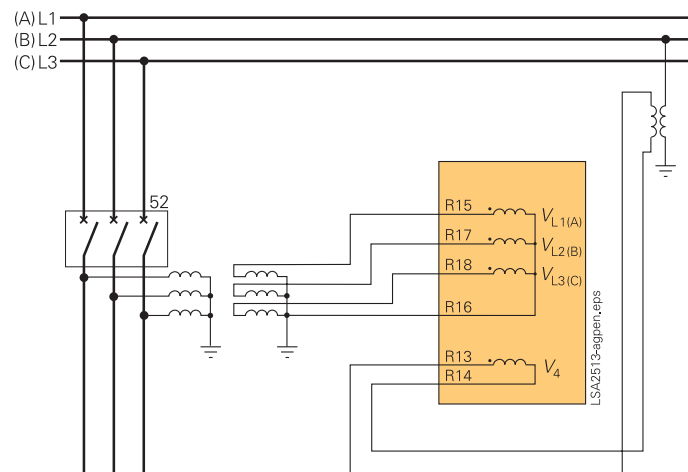 (A) L1
(B) L2
(C) L3
52
R15
VL1(A)
R17
VL2(B)
R18
VL3(C)
R16
R13
V4
R14
LSA2513-agpen.eps